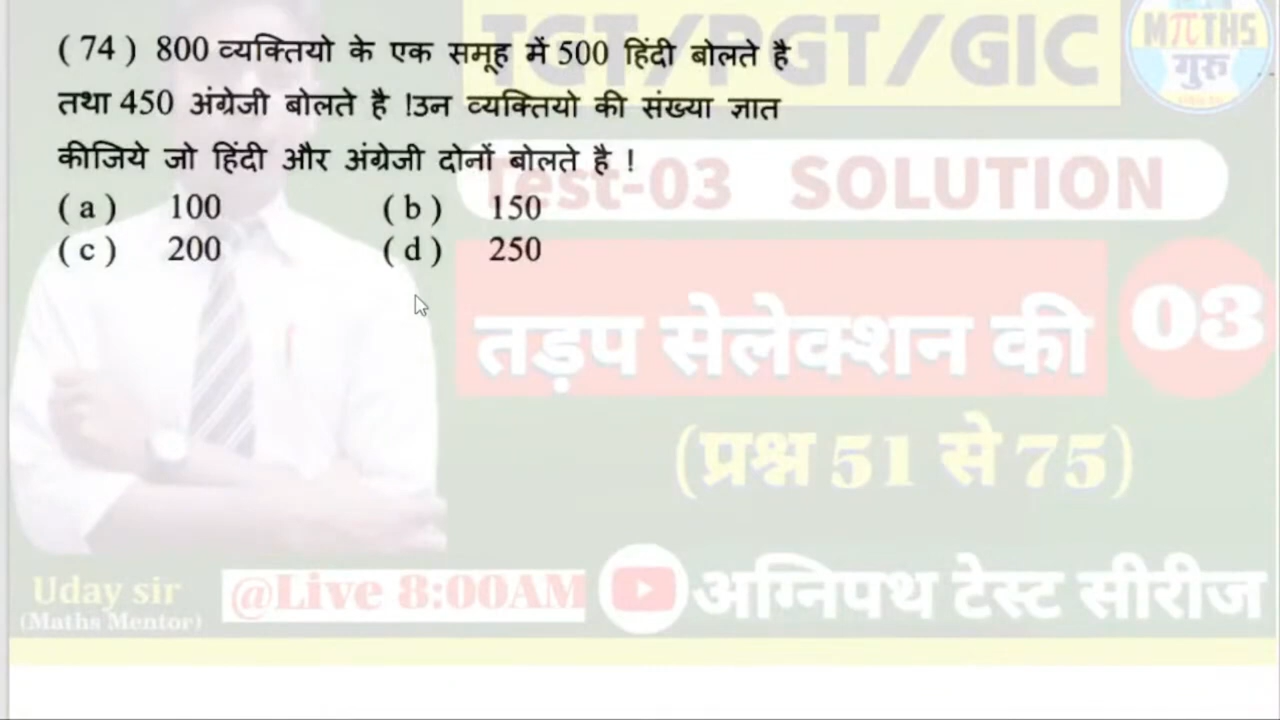 TGT/PGT/GIC
MπTHS
गुरु
( 74 ) 800 व्यक्तियो के एक समूह में 500 हिंदी बोलते है
तथा 450 अंग्रेजी बोलते है !उन व्यक्तियो की संख्या ज्ञात
कीजिये जो हिंदी और अंग्रेजी दोनों बोलते है !
Test-03 SOLUTION
( a ) 100 ( b ) 150
( c ) 200 ( d ) 250
तड़प सेलेक्शन की
03
(प्रश्न 51 से 75)
Uday sir
(Maths Mentor)
@Live 8:00AM
अग्निपथ टेस्ट सीरीज